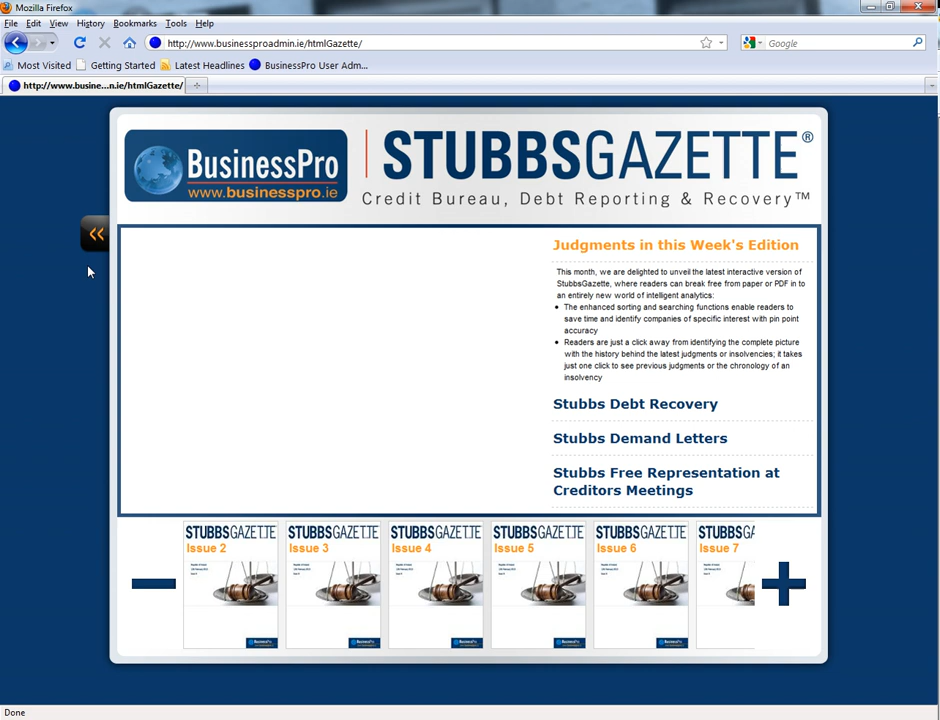 Mozilla Firefox
File Edit View History Bookmarks Tools Help
http://www.businessproadmin.ie/htmlGazette/
Google
Most Visited Getting Started Latest Headlines BusinessPro User Adm...
http://www.busine...n.ie/htmlGazette/
BusinessPro
www.businesspro.ie
STUBBSGAZETTE®
Credit Bureau, Debt Reporting & Recovery™
Judgments in this Week's Edition
This month, we are delighted to unveil the latest interactive version of
StubbsGazette, where readers can break free from paper or PDF in to
an entirely new world of intelligent analytics:
• The enhanced sorting and searching functions enable readers to
save time and identify companies of specific interest with pin point
accuracy
• Readers are just a click away from identifying the complete picture
with the history behind the latest judgments or insolvencies; it takes
just one click to see previous judgments or the chronology of an
insolvency
Stubbs Debt Recovery
Stubbs Demand Letters
Stubbs Free Representation at
Creditors Meetings
STUBBSGAZETTE STUBBSGAZETTE STUBBSGAZETTE STUBBSGAZETTE STUBBSGAZETTE STUBBSGA
Issue 2 Issue 3 Issue 4 Issue 5 Issue 6 Issue 7
BusinessPro BusinessPro BusinessPro BusinessPro BusinessPro
Done